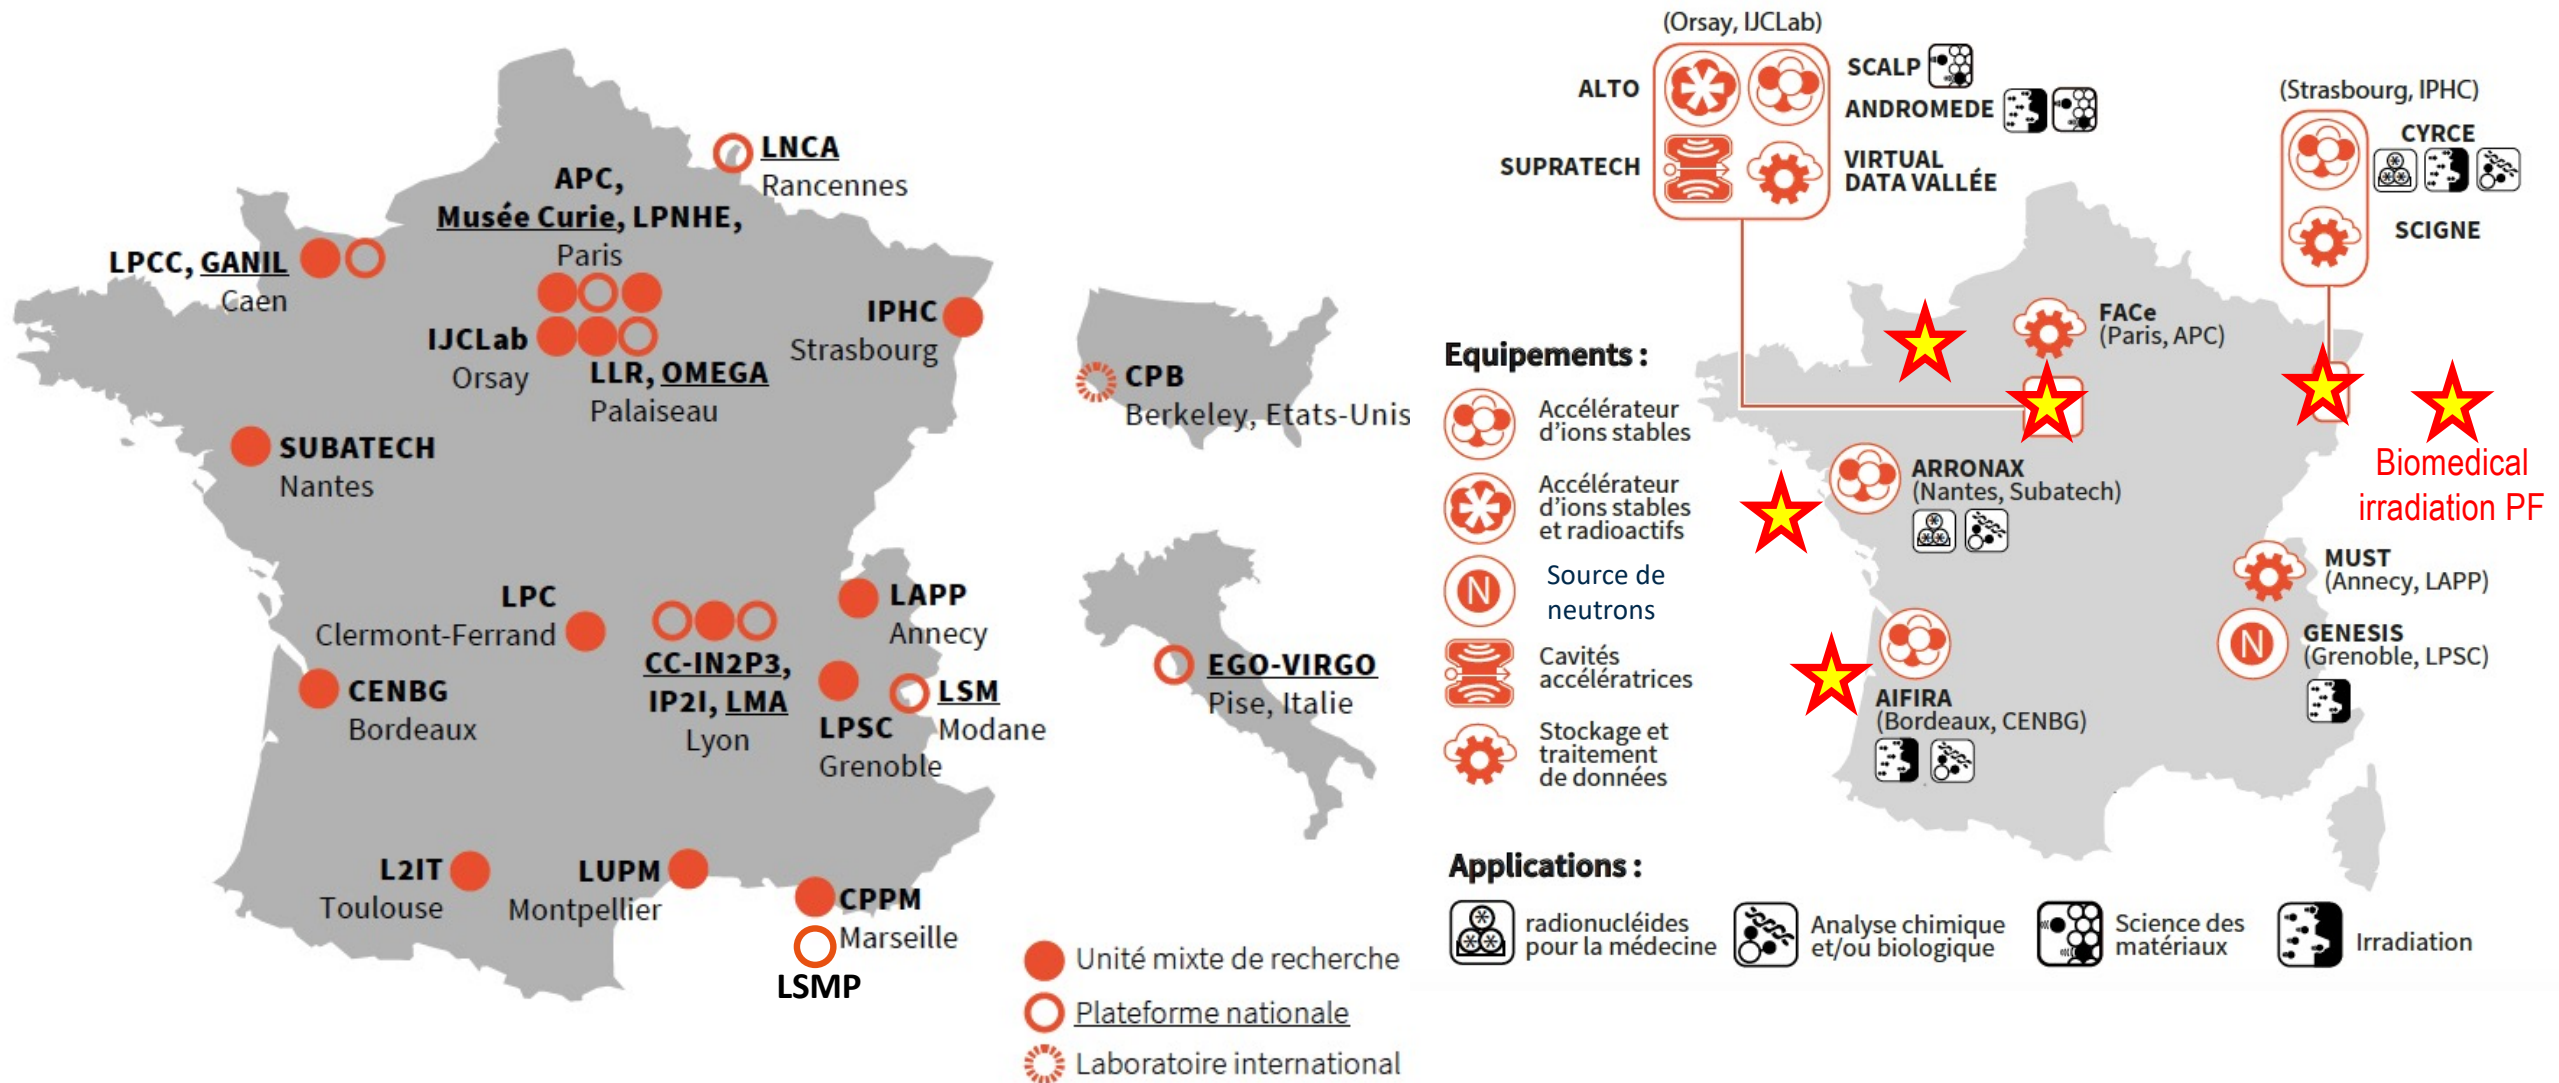 LNCA
Rancennes
APC,
Musée Curie, LPNHE,
Paris
LPCC, GANIL
Caen
IPHC
Strasbourg
IJCLab
Orsay
LLR, OMEGA
Palaiseau
SUBATECH
Nantes
LPC
Clermont-Ferrand
LAPP
Annecy
CC-IN2P3,
IP2I, LMA
Lyon
CENBG
Bordeaux
LSM
Modane
LPSC
Grenoble
L2IT
Toulouse
LUPM
Montpellier
CPPM
Marseille
LSMP
CPB
Berkeley, Etats-Unis
EGO-VIRGO
Pise, Italie
Unité mixte de recherche
Plateforme nationale
Laboratoire international
(Orsay, IJCLab)
ALTO
SCALP
ANDROMEDE
SUPRATECH
VIRTUAL
DATA VALLÉE
(Strasbourg, IPHC)
CYRCE
SCIGNE
FACe
(Paris, APC)
Biomedical
irradiation PF
ARRONAX
(Nantes, Subatech)
MUST
(Annecy, LAPP)
N
GENESIS
(Grenoble, LPSC)
AIFIRA
(Bordeaux, CENBG)
Equipements :
Accélérateur
d'ions stables
Accélérateur
d'ions stables
et radioactifs
N
Source de
neutrons
Cavités
accélératrices
Stockage et
traitement
de données
Applications :
radionucléides
pour la médecine
Analyse chimique
et/ou biologique
Science des
matériaux
Irradiation